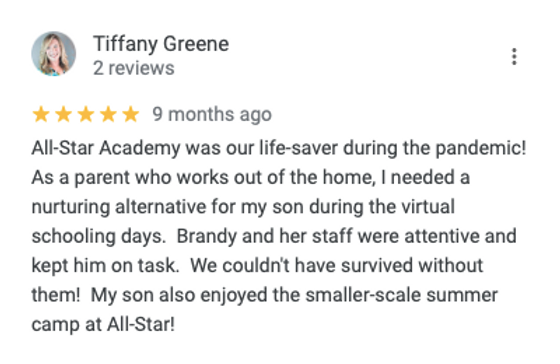 Tiffany Greene
2 reviews
9 months ago
All-Star Academy was our life-saver during the pandemic!
As a parent who works out of the home, I needed a
nurturing alternative for my son during the virtual
schooling days.  Brandy and her staff were attentive and
kept him on task.  We couldn't have survived without
them!  My son also enjoyed the smaller-scale summer
camp at All-Star!